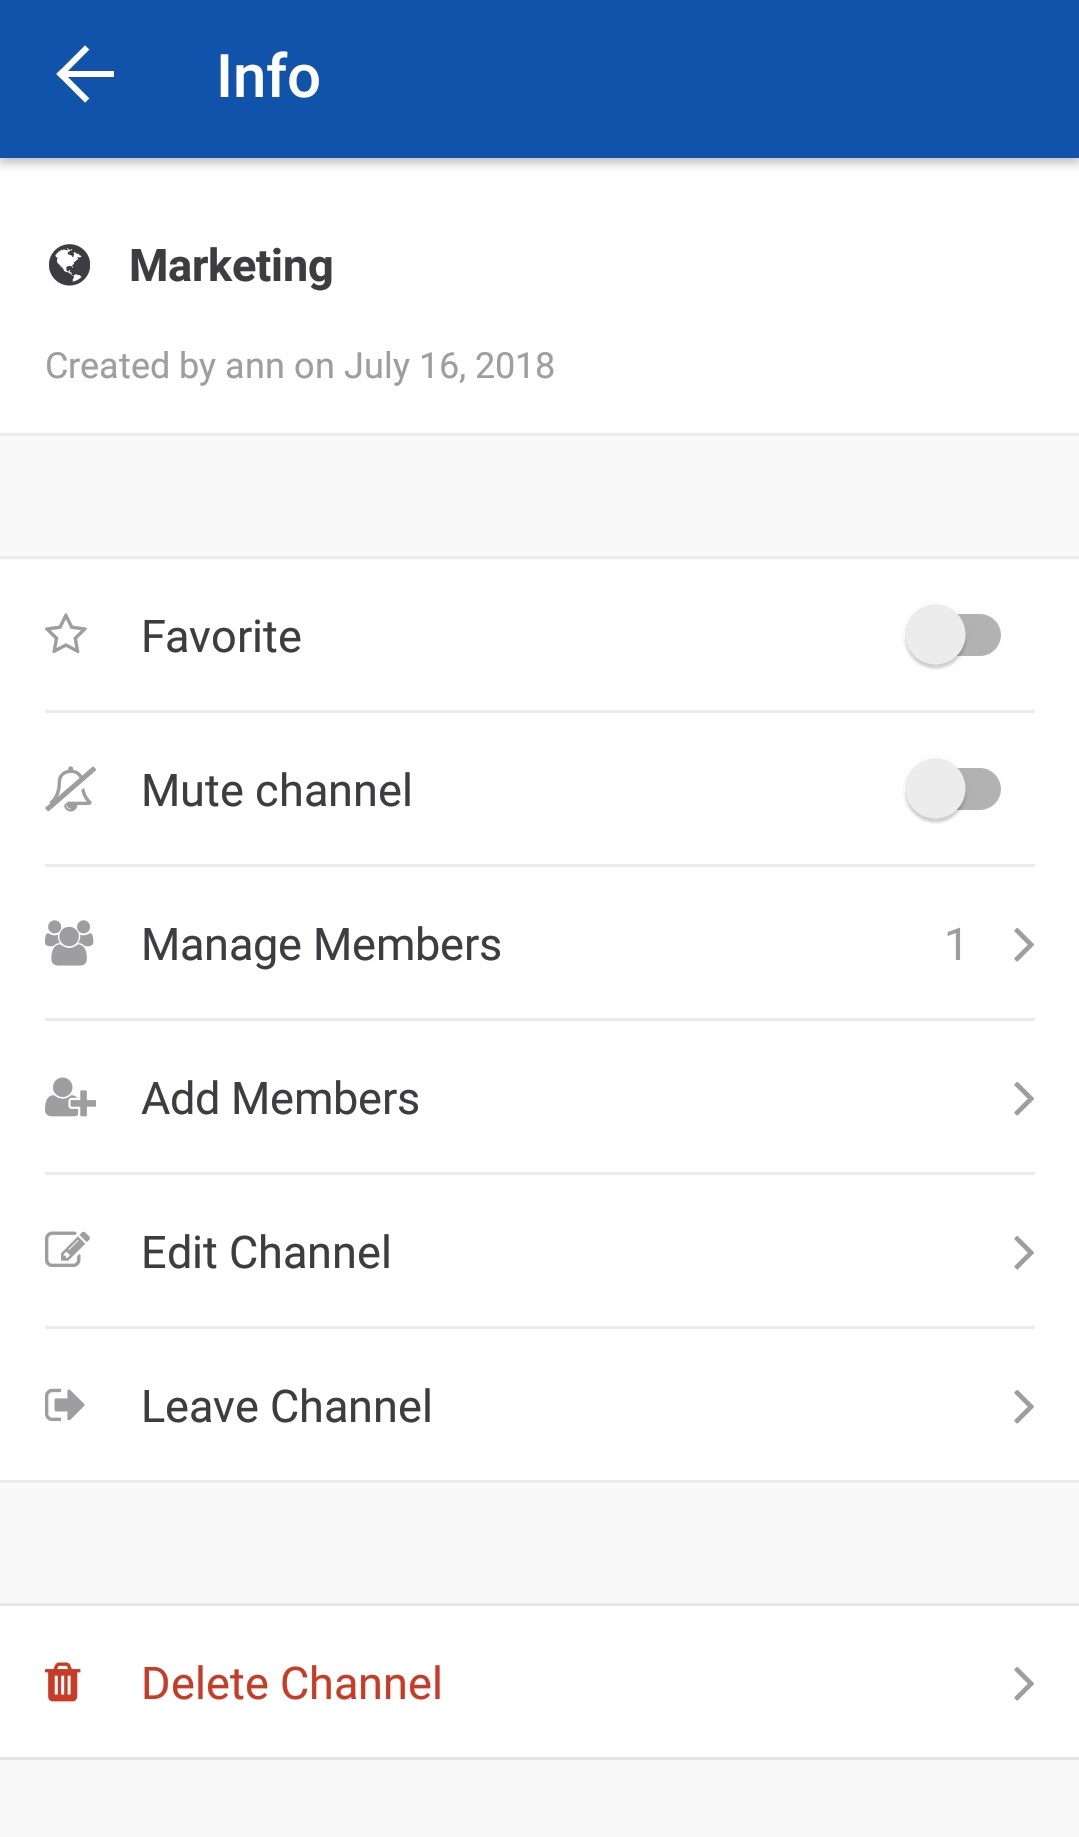 Info
Marketing
Created by ann on July 16, 2018
Favorite
Mute channel
Manage Members 1
Add Members
Edit Channel
Leave Channel
Delete Channel